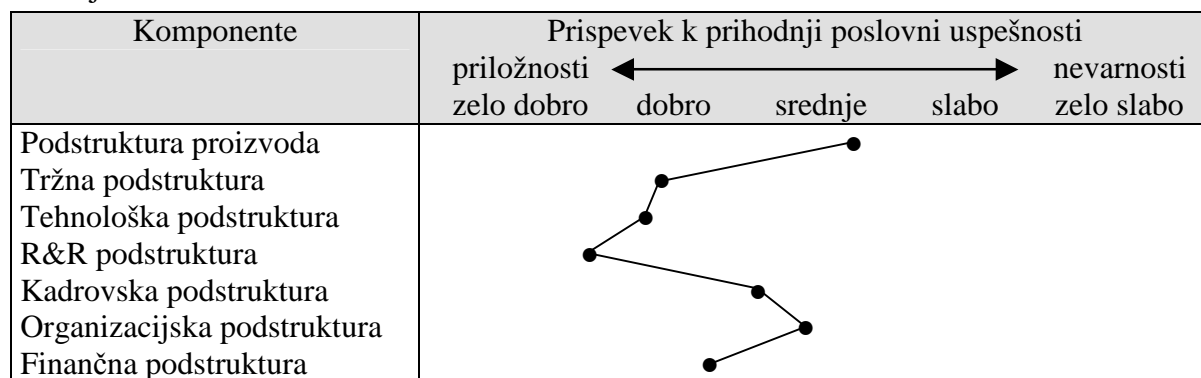 Komponente Prispevek k prihodnji poslovni uspešnosti
priložnosti nevarnosti
zelo dobro dobro srednje slabo zelo slabo
Podstruktura proizvoda
Tržna podstruktura
Tehnološka podstruktura
R&R podstruktura
Kadrovska podstruktura
Organizacijska podstruktura
Finančna podstruktura